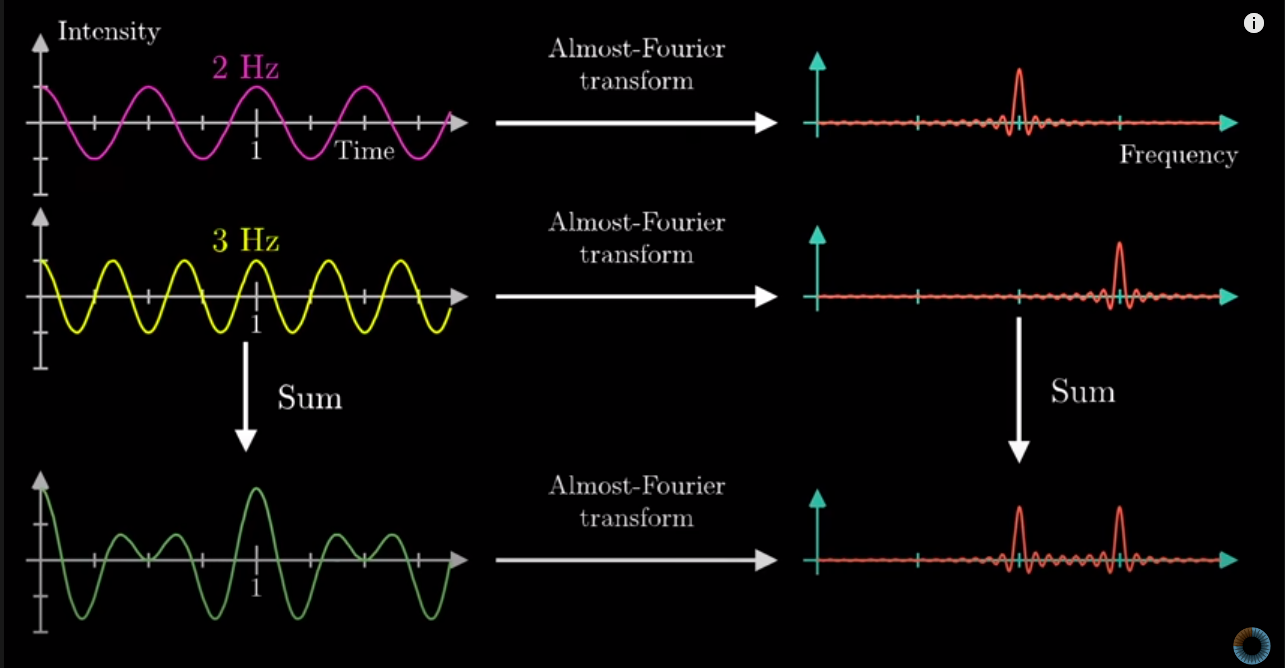 Intensity
2 Hz
Almost-Fourier
transform
1
Time
Frequency
3 Hz
Almost-Fourier
transform
1
Sum
Sum
Almost-Fourier
transform
1
i